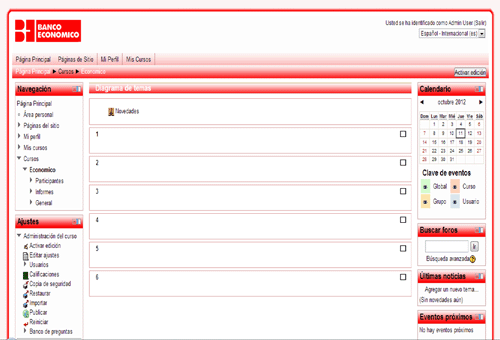 BANCO
ECONOMICO
Usted se ha identificado como Admin User (Salir)
Español - Internacional (es)
Página Principal
Páginas de Sitio
Mi Perfil
Mis Cursos
Página Principal ► Cursos ► Economico
Activar edición
Navegación
Página Principal
Área personal
Páginas del sitio
Mi perfil
Mis cursos
Cursos
Economico
Participantes
Informes
General
Ajustes
Administración del curso
Activar edición
Editar ajustes
Usuarios
Calificaciones
Copia de seguridad
Restaurar
Importar
Publicar
Reiniciar
Banco de preguntas
Diagrama de temas
Novedades
1
2
3
4
5
6
Calendario
◄ octubre 2012 ►
Dom Lun Mar Mié Jue Vie Sáb
1 2 3 4 5 6
7 8 9 10 11 12 13
14 15 16 17 18 19 20
21 22 23 24 25 26 27
28 29 30 31
Clave de eventos
Global Curso
Grupo Usuario
Buscar foros
Ir
Búsqueda avanzada
Últimas noticias
Agregar un nuevo tema...
(Sin novedades aún)
Eventos próximos
No hay eventos próximos